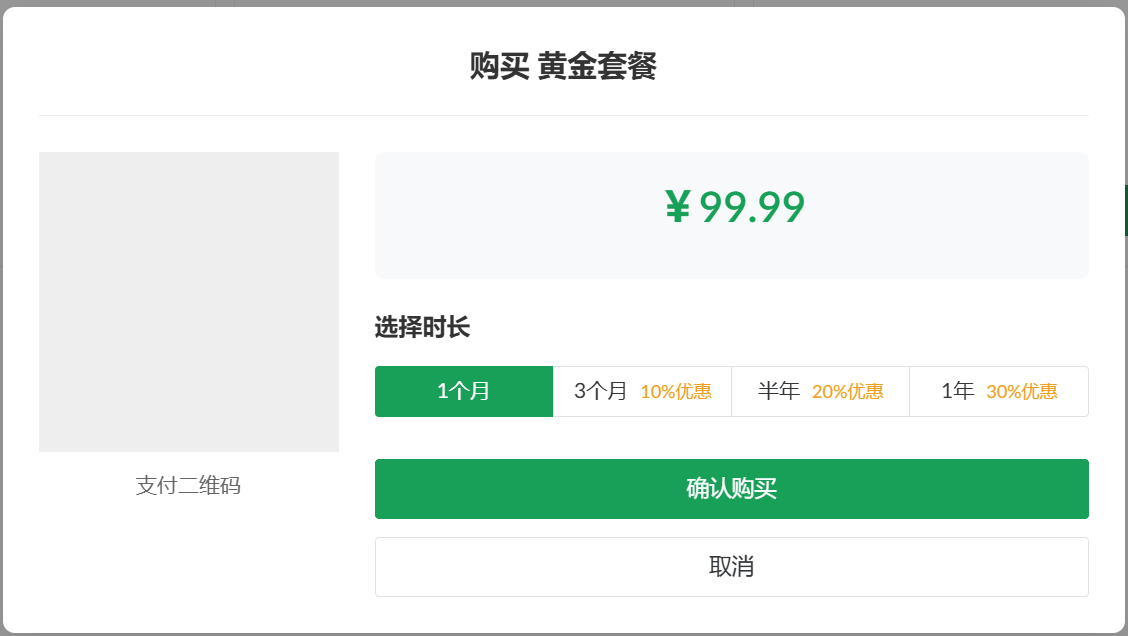 购买 黄金套餐
¥ 99.99
选择时长
1个月 3个月 10%优惠 半年 20%优惠 1年 30%优惠
支付二维码
确认购买
取消